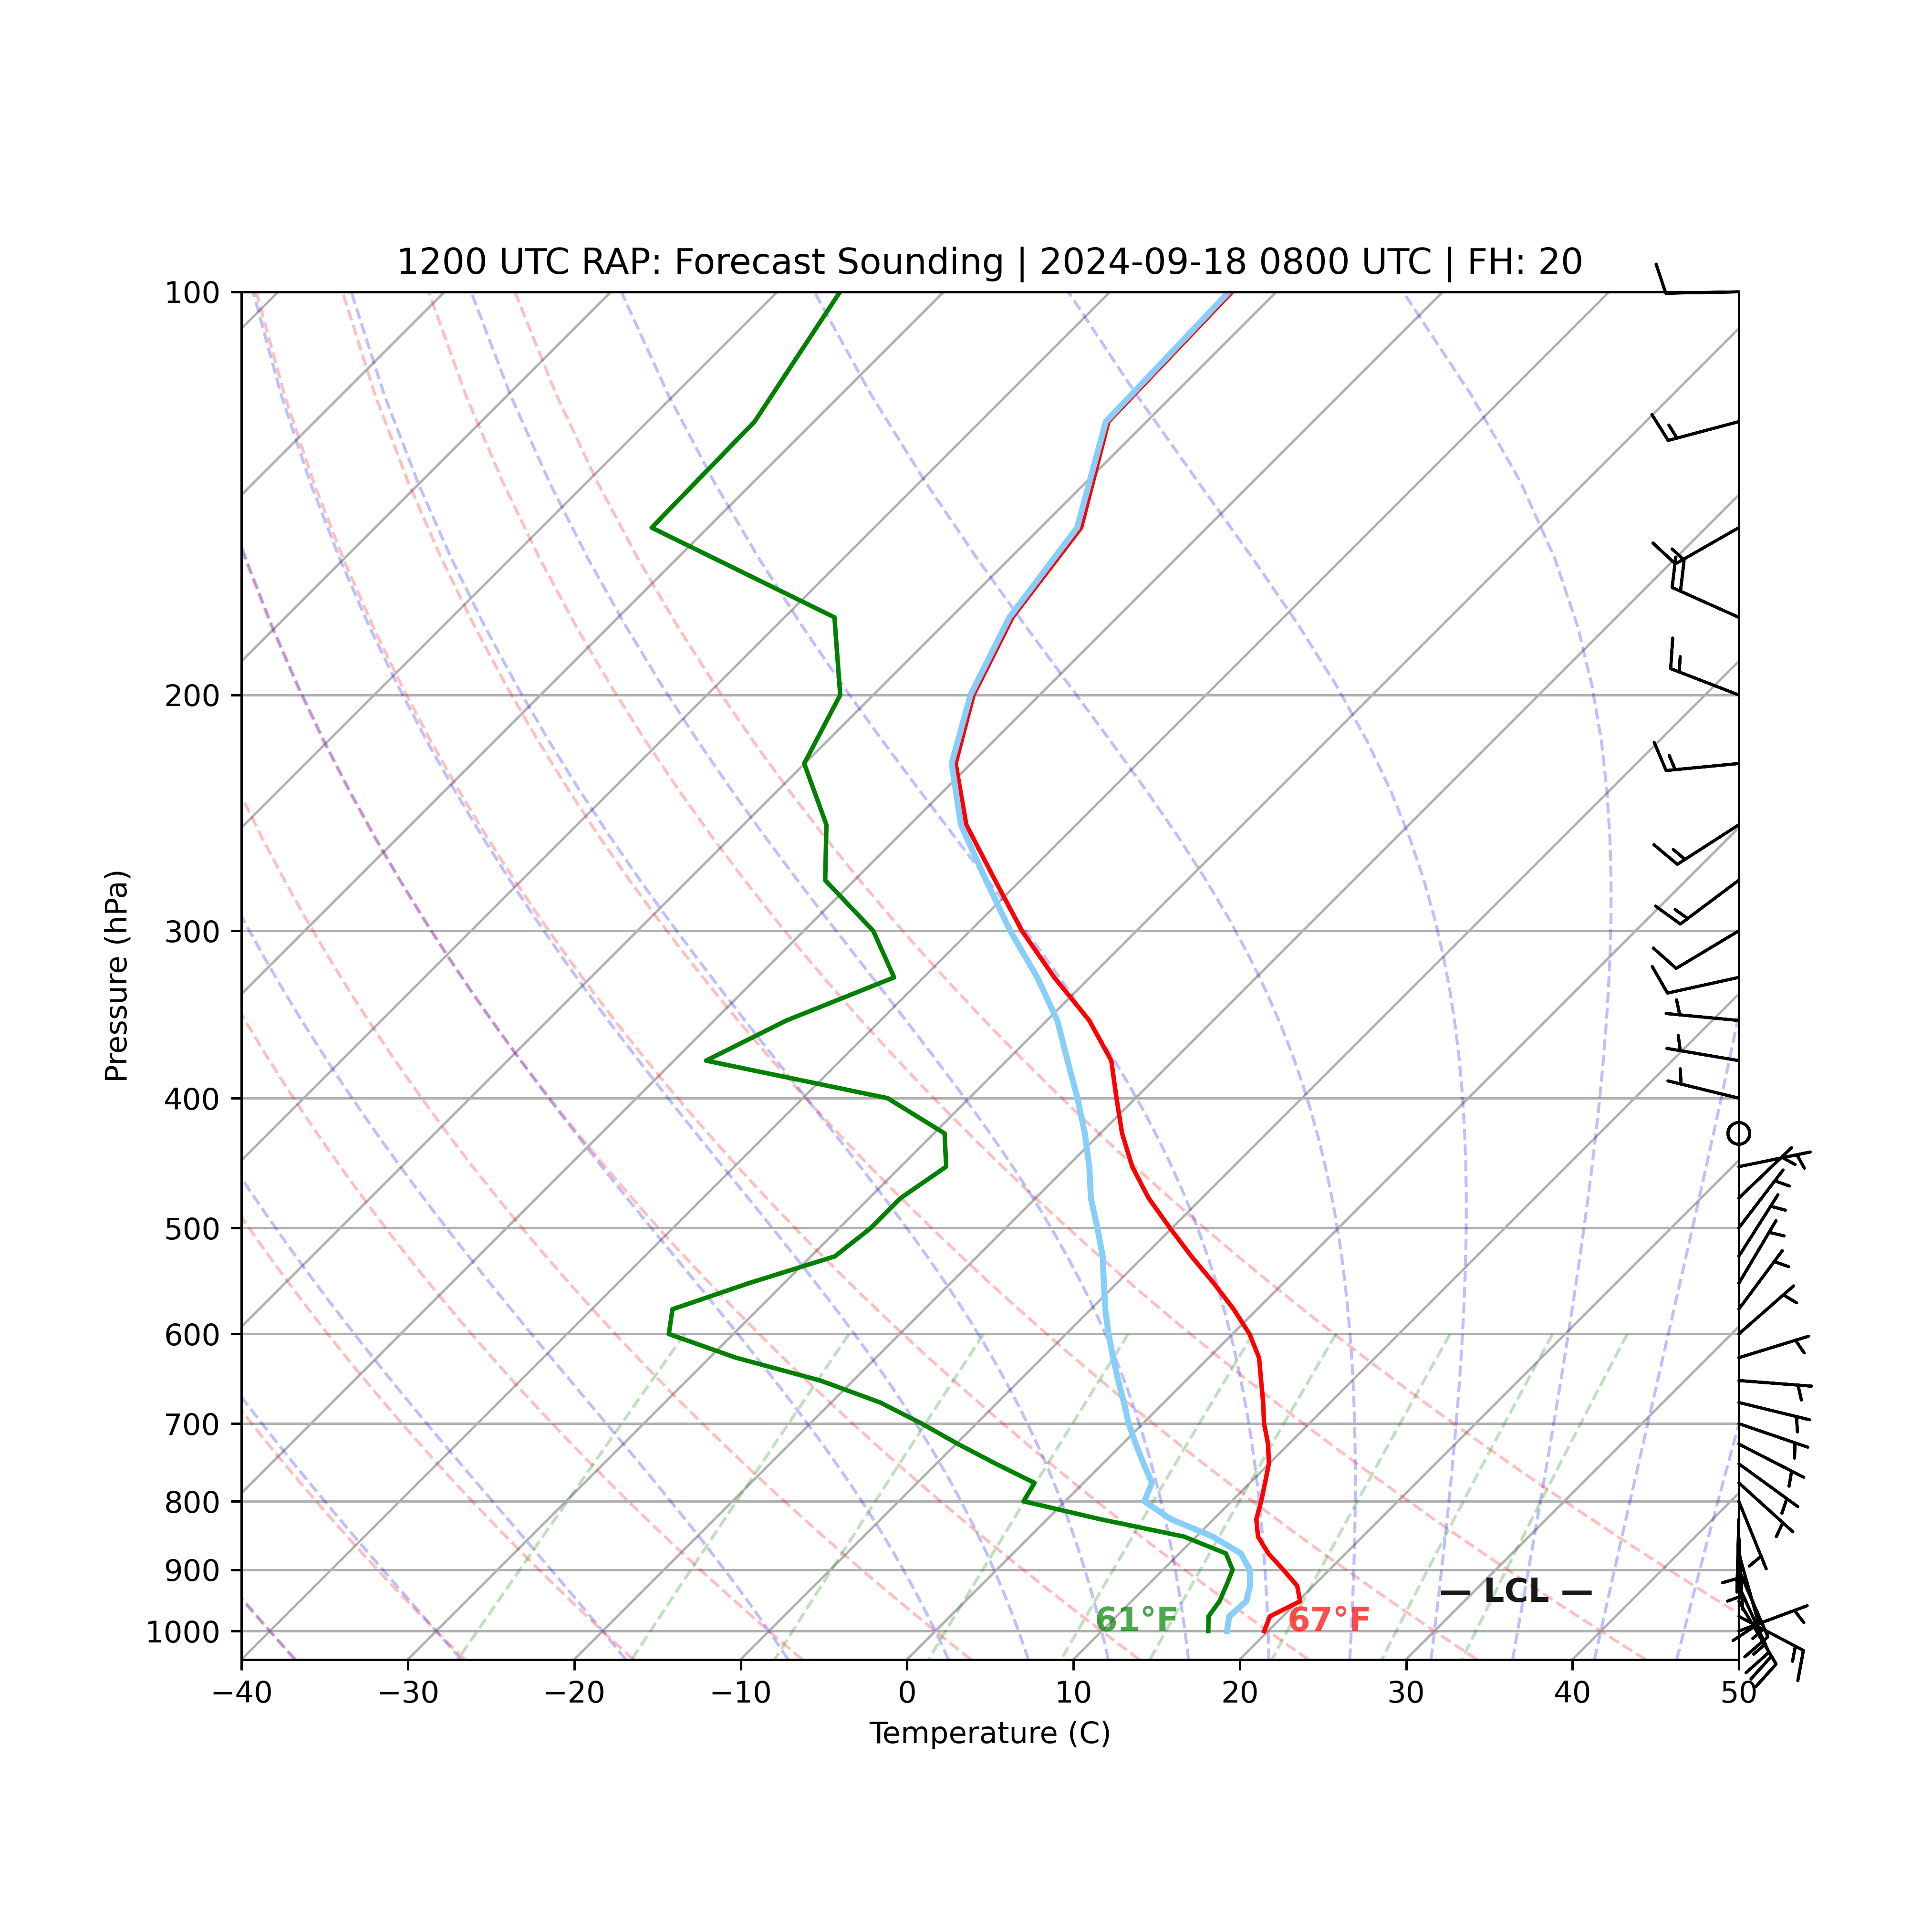 1200 UTC RAP: Forecast Sounding | 2024-09-18 0800 UTC | FH: 20
100
200
300
400
500
600
700
800
900
1000
Pressure (hPa)
— LCL —
61°F 67°F
−40 −30 −20 −10 0 10 20 30 40 50
Temperature (C)